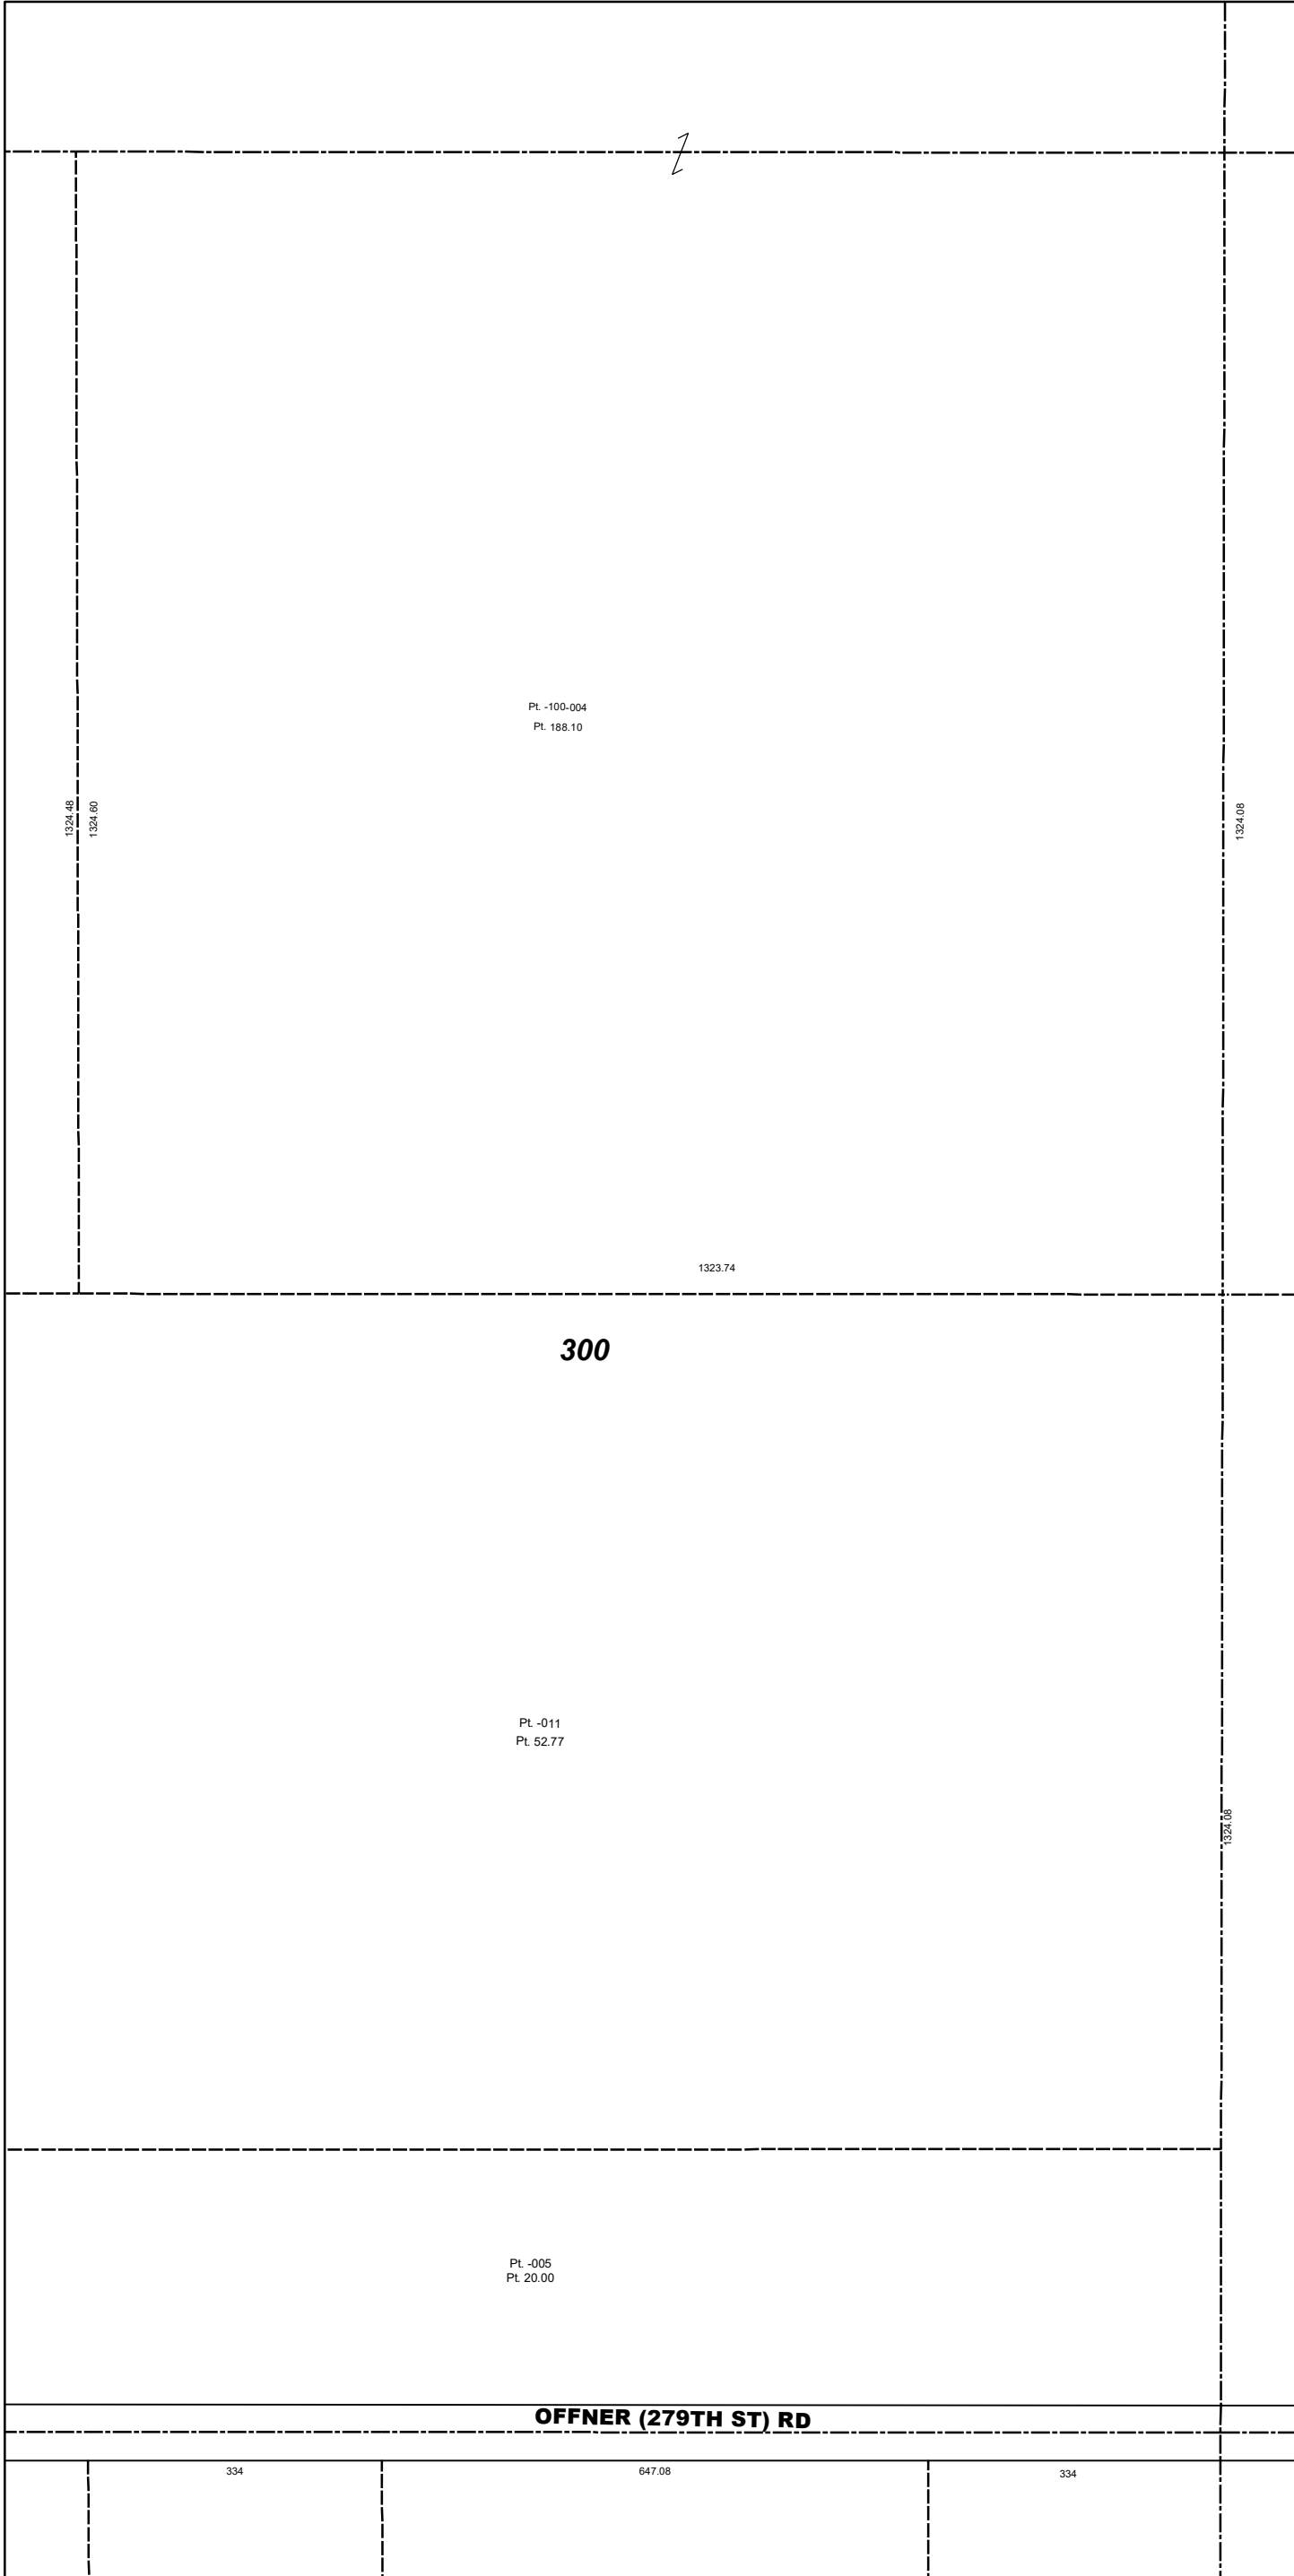 Pt. -100-004
Pt. 188.10
1324.48
1324.60
1324.08
1323.74
300
Pt. -011
Pt. 52.77
1324.08
Pt. -005
Pt. 20.00
OFFNER (279TH ST) RD
334
647.08
334